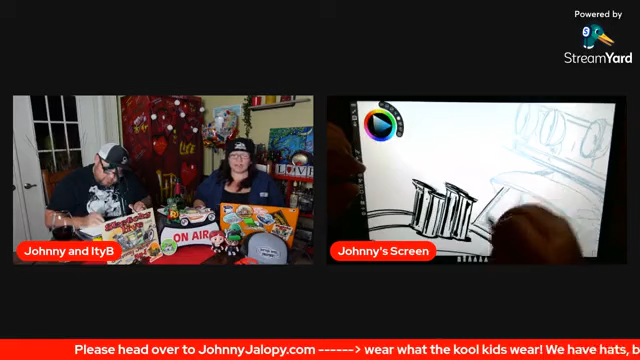 Powered by
StreamYard
LOVE
ON AIR
Johnny and ItyB
Johnny's Screen
Please head over to JohnnyJalopy.com ------> wear what the kool kids wear! We have hats, b